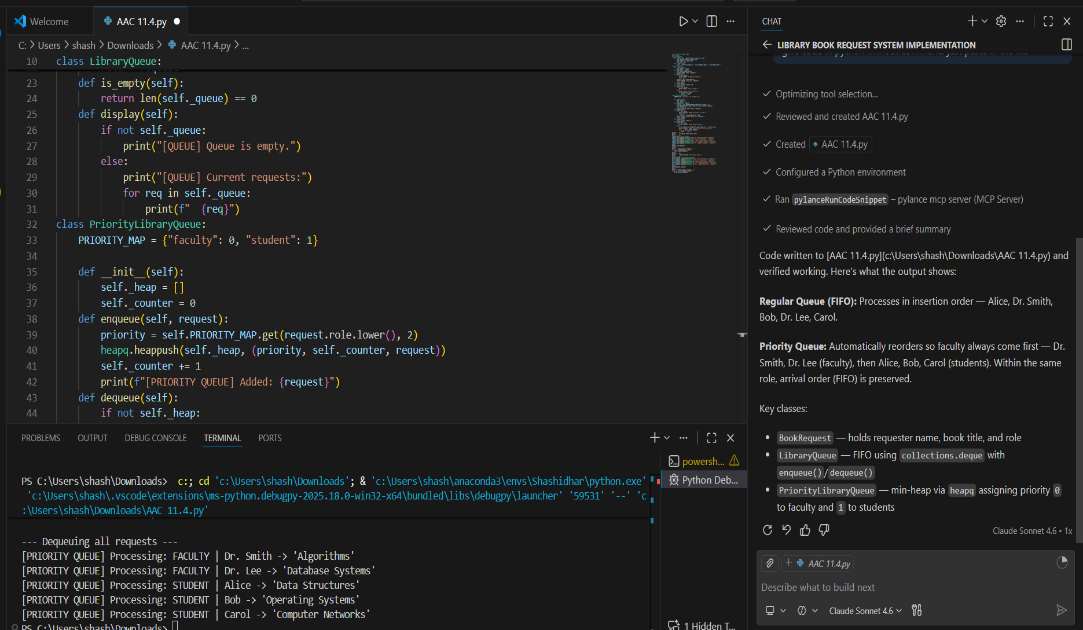 Welcome
AAC 11.4.py
C: > Users > shash > Downloads > AAC 11.4.py > ...
10 class LibraryQueue:
23 def is_empty(self):
24 return len(self._queue) == 0
25 def display(self):
26 if not self._queue:
27 print("[QUEUE] Queue is empty.")
28 else:
29 print("[QUEUE] Current requests:")
30 for req in self._queue:
31 print(f"  {req}")
32 class PriorityLibraryQueue:
33 PRIORITY_MAP = {"faculty": 0, "student": 1}
34
35 def __init__(self):
36 self._heap = []
37 self._counter = 0
38 def enqueue(self, request):
39 priority = self.PRIORITY_MAP.get(request.role.lower(), 2)
40 heapq.heappush(self._heap, (priority, self._counter, request))
41 self._counter += 1
42 print(f"[PRIORITY QUEUE] Added: {request}")
43 def dequeue(self):
44 if not self._heap:
PROBLEMS OUTPUT DEBUG CONSOLE TERMINAL PORTS
PS C:\Users\shash\Downloads> c:; cd 'c:\Users\shash\Downloads'; & 'c:\Users\shash\anaconda3\envs\Shashidhar\python.exe'
'c:\Users\shash\.vscode\extensions\ms-python.debugpy-2025.18.0-win32-x64\bundled\libs\debugpy\launcher' '59531' '--' 'c
:\Users\shash\Downloads\AAC 11.4.py'
--- Dequeuing all requests ---
[PRIORITY QUEUE] Processing: FACULTY | Dr. Smith -> 'Algorithms'
[PRIORITY QUEUE] Processing: FACULTY | Dr. Lee -> 'Database Systems'
[PRIORITY QUEUE] Processing: STUDENT | Alice -> 'Data Structures'
[PRIORITY QUEUE] Processing: STUDENT | Bob -> 'Operating Systems'
[PRIORITY QUEUE] Processing: STUDENT | Carol -> 'Computer Networks'
PS C:\Users\shash\Downloads>
powersh...
Python Deb...
1 Hidden T...
CHAT
LIBRARY BOOK REQUEST SYSTEM IMPLEMENTATION
Optimizing tool selection...
Reviewed and created AAC 11.4.py
Created AAC 11.4.py
Configured a Python environment
Ran pylanceRunCodeSnippet – pylance mcp server (MCP Server)
Reviewed code and provided a brief summary
Code written to [AAC 11.4.py](c:\Users\shash\Downloads\AAC 11.4.py) and
verified working. Here's what the output shows:
Regular Queue (FIFO): Processes in insertion order — Alice, Dr. Smith,
Bob, Dr. Lee, Carol.
Priority Queue: Automatically reorders so faculty always come first — Dr.
Smith, Dr. Lee (faculty), then Alice, Bob, Carol (students). Within the same
role, arrival order (FIFO) is preserved.
Key classes:
• BookRequest — holds requester name, book title, and role
• LibraryQueue — FIFO using collections.deque with
enqueue()/dequeue()
• PriorityLibraryQueue — min-heap via heapq assigning priority 0
to faculty and 1 to students
Claude Sonnet 4.6 • 1x
AAC 11.4.py
Describe what to build next
Claude Sonnet 4.6